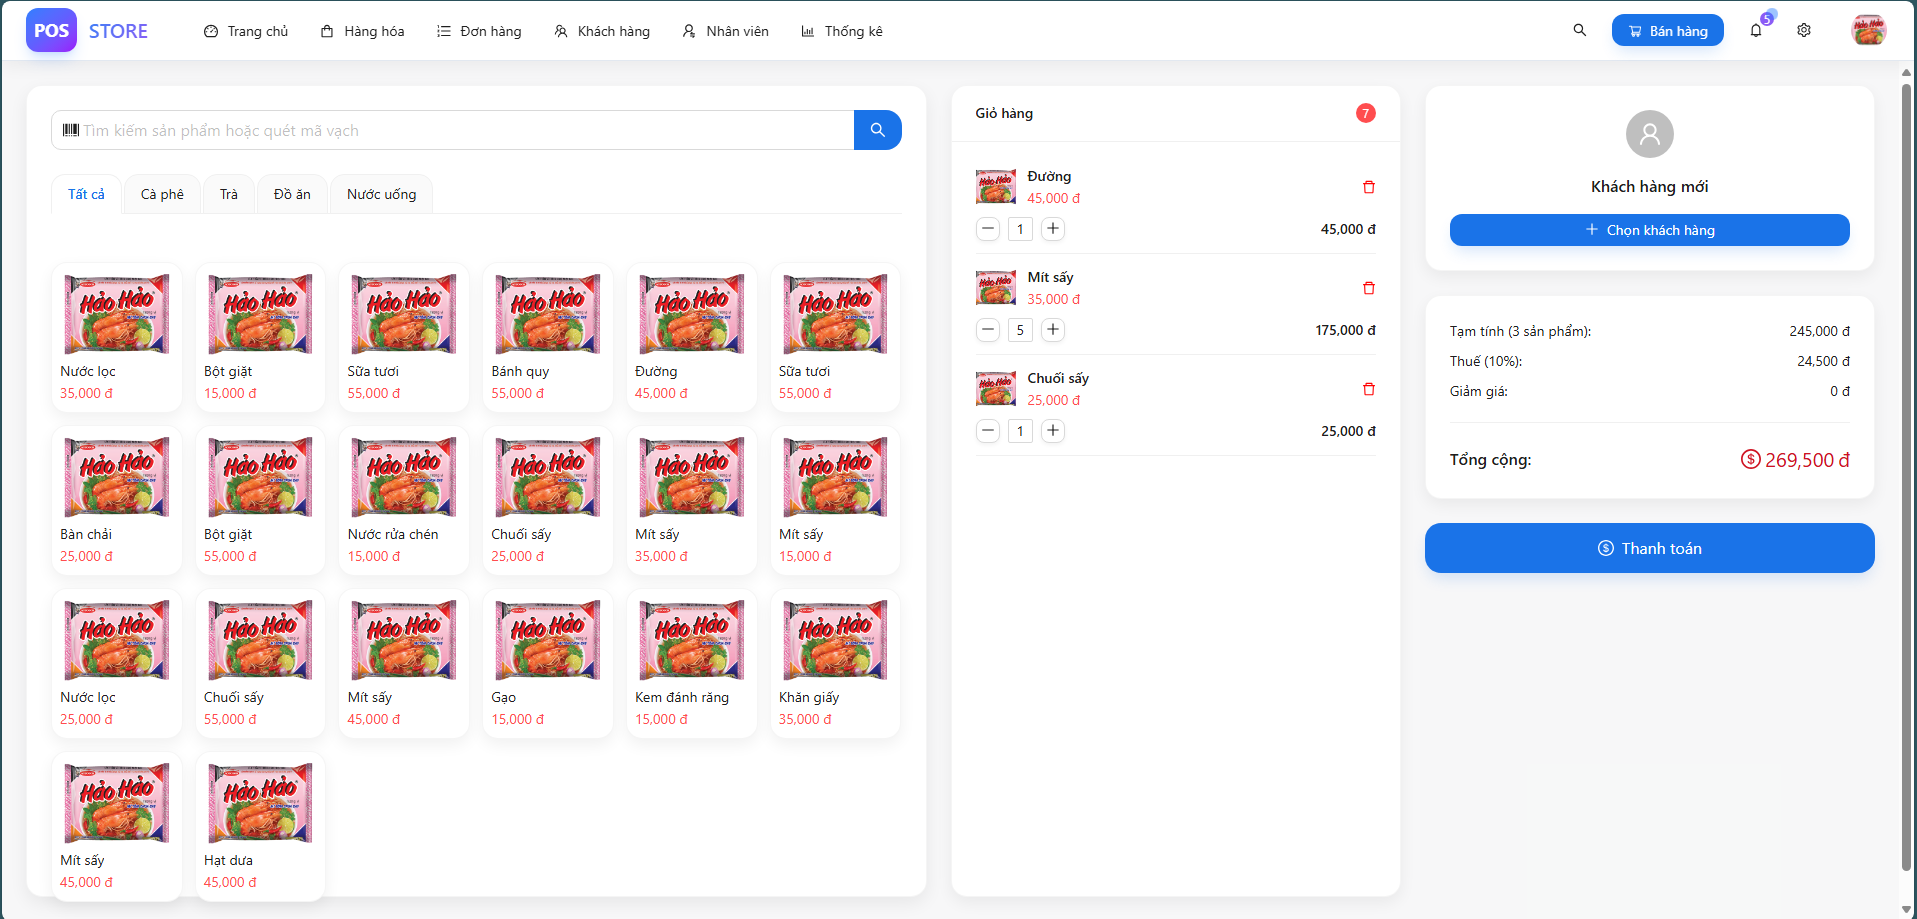 POS STORE Trang chủ Hàng hóa Đơn hàng Khách hàng Nhân viên Thống kê Bán hàng 5
Tìm kiếm sản phẩm hoặc quét mã vạch
Tất cả Cà phê Trà Đồ ăn Nước uống
Hảo Hảo Hảo Hảo Hảo Hảo Hảo Hảo Hảo Hảo Hảo Hảo
Nước lọc Bột giặt Sữa tươi Bánh quy Đường Sữa tươi
35,000 đ 15,000 đ 55,000 đ 55,000 đ 45,000 đ 55,000 đ
Hảo Hảo Hảo Hảo Hảo Hảo Hảo Hảo Hảo Hảo Hảo Hảo
Bàn chải Bột giặt Nước rửa chén Chuối sấy Mít sấy Mít sấy
25,000 đ 55,000 đ 15,000 đ 25,000 đ 35,000 đ 15,000 đ
Hảo Hảo Hảo Hảo Hảo Hảo Hảo Hảo Hảo Hảo Hảo Hảo
Nước lọc Chuối sấy Mít sấy Gạo Kem đánh răng Khăn giấy
25,000 đ 55,000 đ 45,000 đ 15,000 đ 15,000 đ 35,000 đ
Hảo Hảo Hảo Hảo
Mít sấy Hạt dưa
45,000 đ 45,000 đ
Giỏ hàng 7
Đường
45,000 đ
1 45,000 đ
Mít sấy
35,000 đ
5 175,000 đ
Chuối sấy
25,000 đ
1 25,000 đ
Khách hàng mới
Chọn khách hàng
Tạm tính (3 sản phẩm): 245,000 đ
Thuế (10%): 24,500 đ
Giảm giá: 0 đ
Tổng cộng: 269,500 đ
Thanh toán